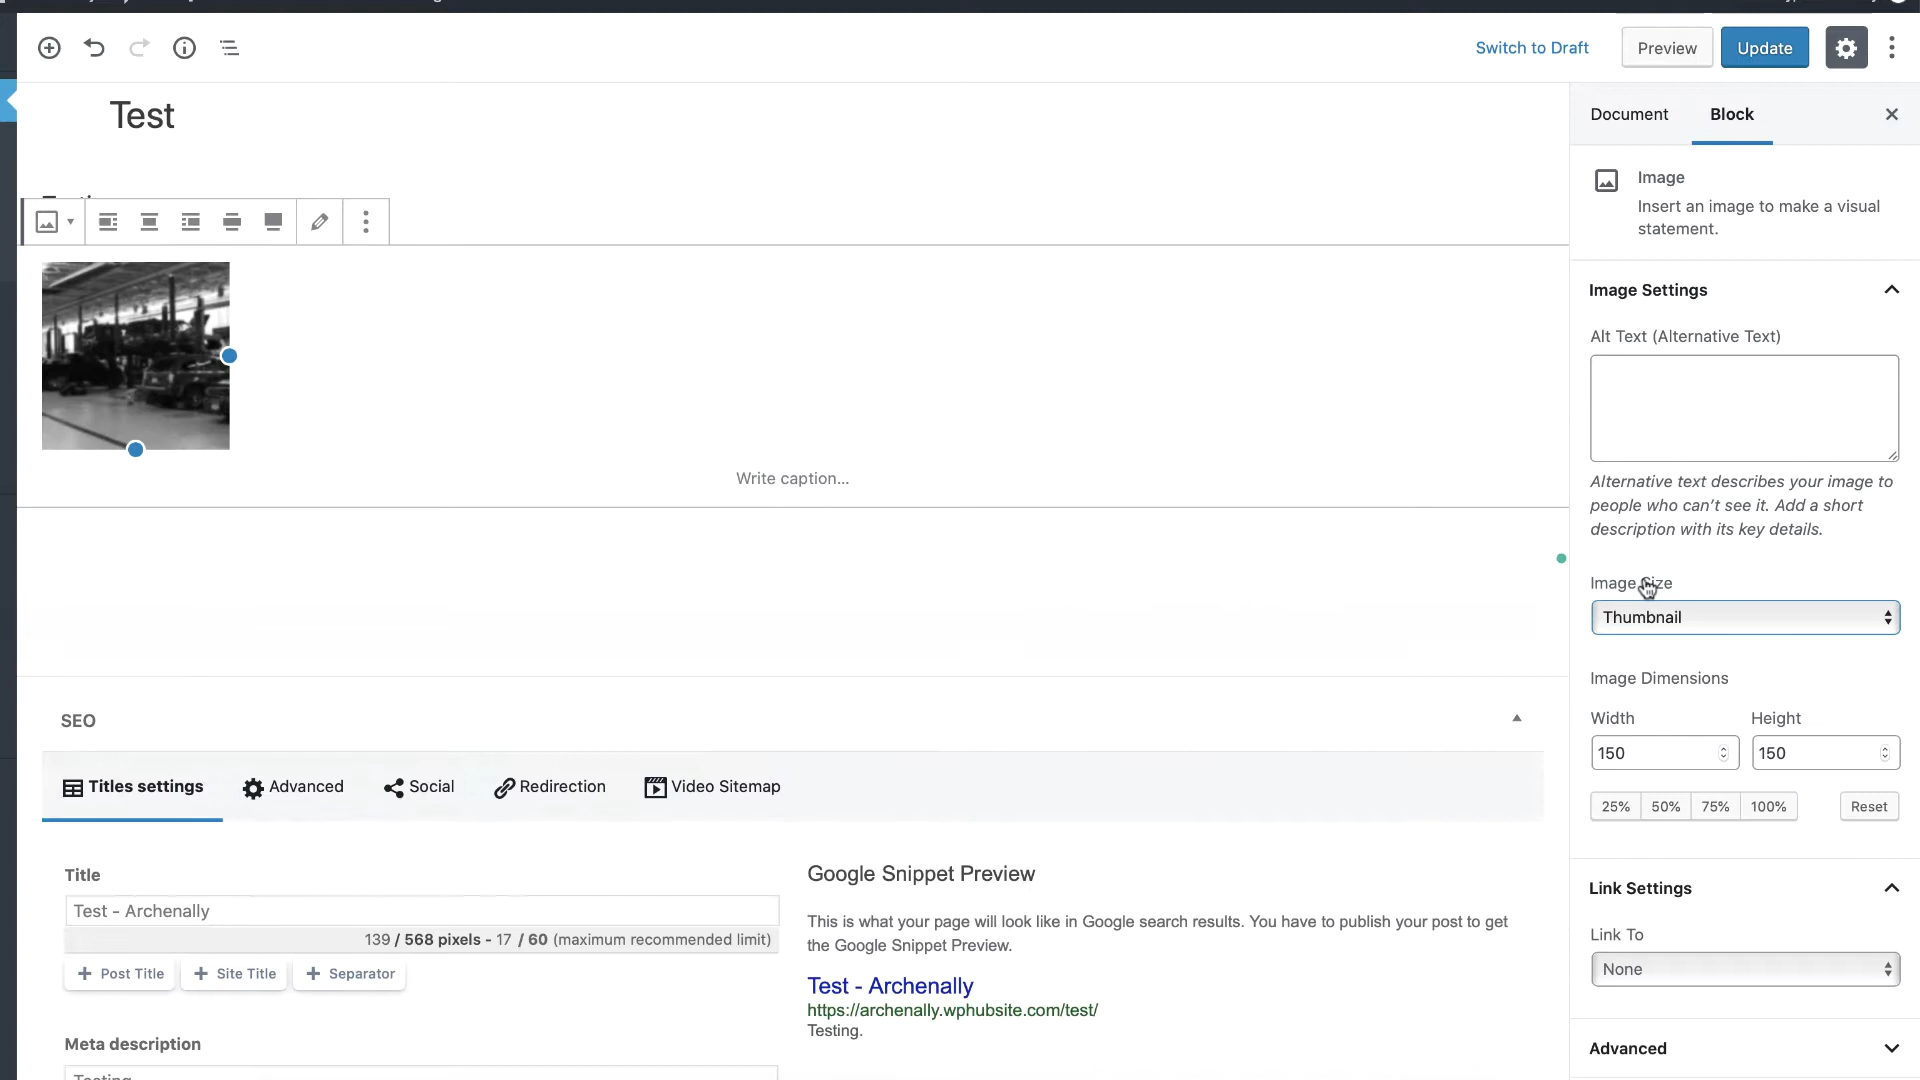 Switch to Draft
Preview
Update
Test
Document
Block
Image
Insert an image to make a visual
statement.
Image Settings
Alt Text (Alternative Text)
Write caption...
Alternative text describes your image to
people who can't see it. Add a short
description with its key details.
Image Size
Thumbnail
Image Dimensions
Width
Height
150
150
25%
50%
75%
100%
Reset
SEO
Titles settings
Advanced
Social
Redirection
Video Sitemap
Title
Test - Archenally
139 / 568 pixels - 17 / 60 (maximum recommended limit)
+ Post Title
+ Site Title
+ Separator
Google Snippet Preview
This is what your page will look like in Google search results. You have to publish your post to get
the Google Snippet Preview.
Test - Archenally
https://archenally.wphubsite.com/test/
Testing.
Meta description
Link Settings
Link To
None
Advanced